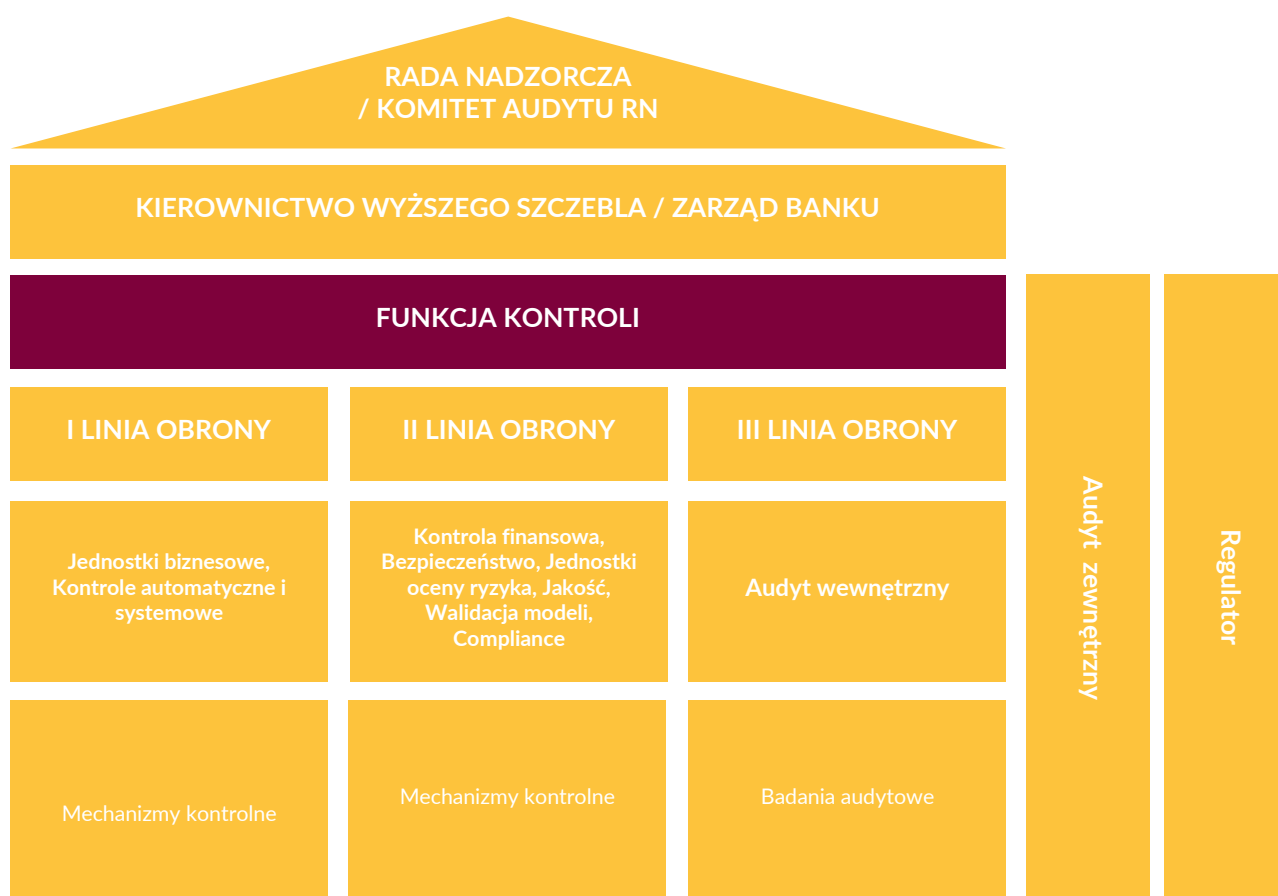 RADA NADZORCZA
/ KOMITET AUDYTU RN
KIEROWNICTWO WYŻSZEGO SZCZEBLA / ZARZĄD BANKU
FUNKCJA KONTROLI
I LINIA OBRONY
II LINIA OBRONY
III LINIA OBRONY
Jednostki biznesowe,
Kontrole automatyczne i
systemowe
Kontrola finansowa,
Bezpieczeństwo, Jednostki
oceny ryzyka, Jakość,
Walidacja modeli,
Compliance
Audyt wewnętrzny
Mechanizmy kontrolne
Mechanizmy kontrolne
Badania audytowe
Audyt zewnętrzny
Regulator